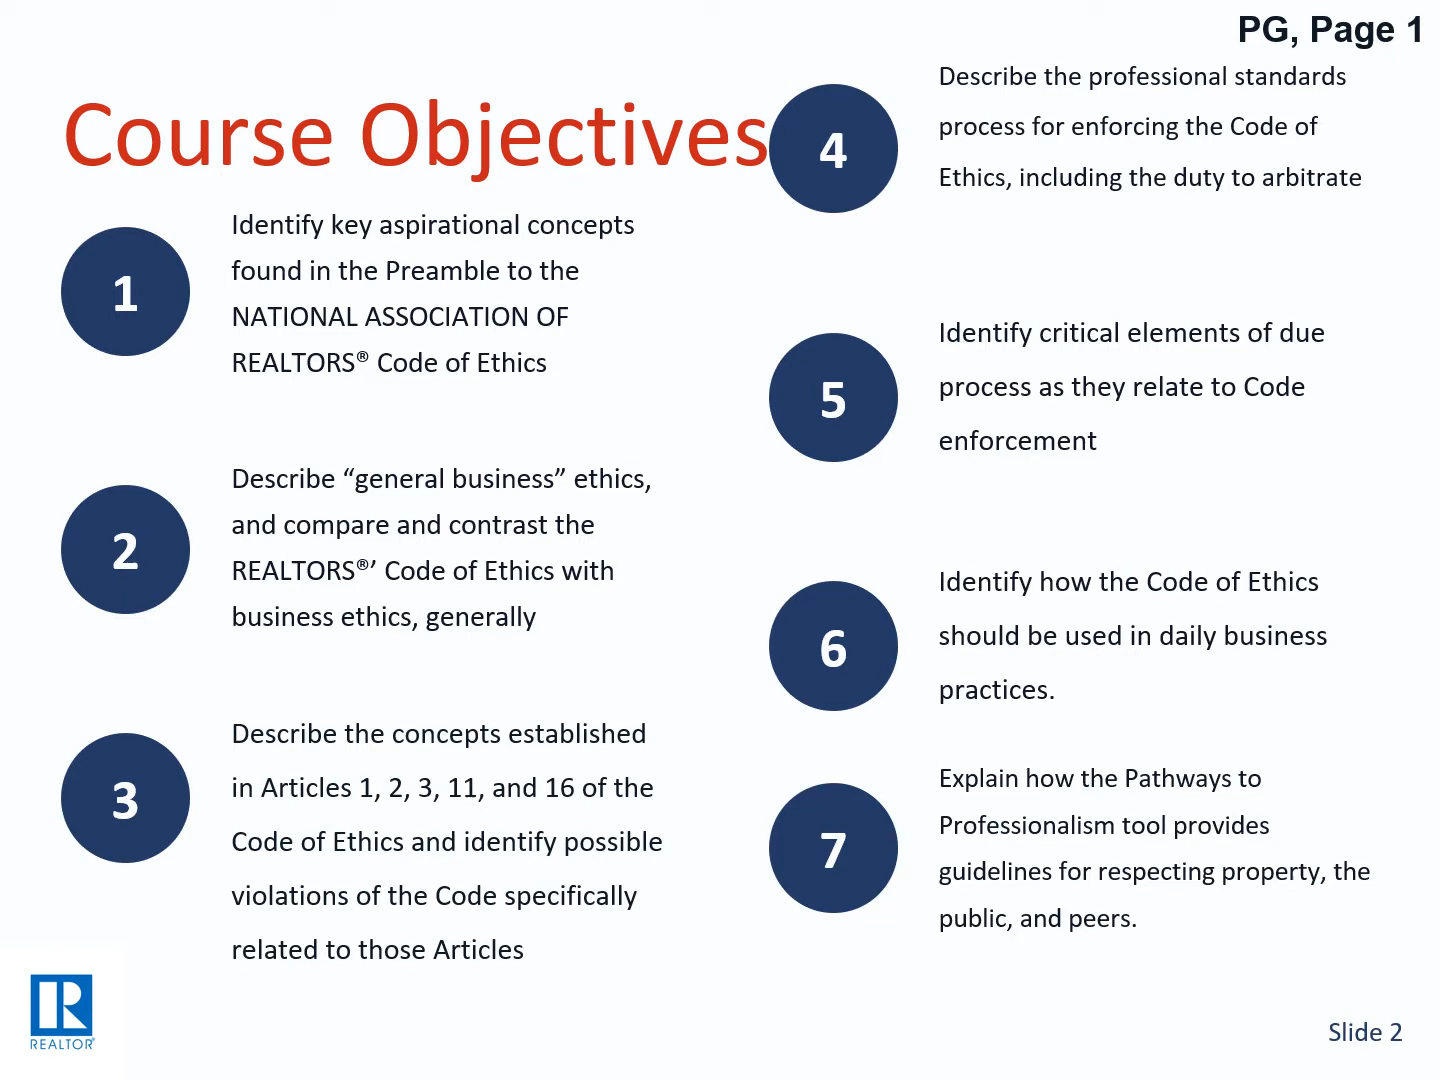 PG, Page 1
Course Objectives
1
Identify key aspirational concepts
found in the Preamble to the
NATIONAL ASSOCIATION OF
REALTORS® Code of Ethics
2
Describe “general business” ethics,
and compare and contrast the
REALTORS®’ Code of Ethics with
business ethics, generally
3
Describe the concepts established
in Articles 1, 2, 3, 11, and 16 of the
Code of Ethics and identify possible
violations of the Code specifically
related to those Articles
4
Describe the professional standards
process for enforcing the Code of
Ethics, including the duty to arbitrate
5
Identify critical elements of due
process as they relate to Code
enforcement
6
Identify how the Code of Ethics
should be used in daily business
practices.
7
Explain how the Pathways to
Professionalism tool provides
guidelines for respecting property, the
public, and peers.
R
REALTOR®
Slide 2